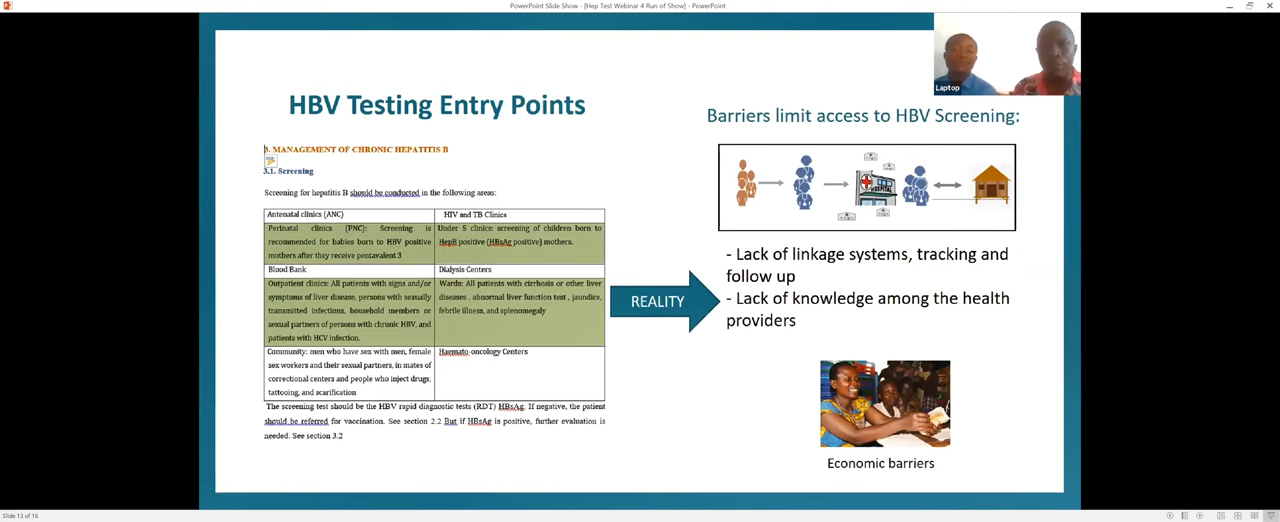 PowerPoint Slide Show - [Hep Test Webinar 4 Run of Show] - PowerPoint
Laptop
HBV Testing Entry Points
3. MANAGEMENT OF CHRONIC HEPATITIS B
3.1. Screening
Screening for hepatitis B should be conducted in the following areas:
Antenatal clinics (ANC)
HIV and TB Clinics
Perinatal clinics (PNC): Screening is
recommended for babies born to HBV positive
mothers after they receive pentavalent 3
Under 5 clinics: screening of children born to
HepB positive (HBsAg positive) mothers.
Blood Bank
Dialysis Centers
Outpatient clinics: All patients with signs and/or
symptoms of liver disease, persons with sexually
transmitted infections, household members or
sexual partners of persons with chronic HBV, and
patients with HCV infection.
Wards: All patients with cirrhosis or other liver
diseases , abnormal liver function test , jaundice,
febrile illness, and splenomegaly
Community: men who have sex with men, female
sex workers and their sexual partners, in mates of
correctional centers and people who inject drugs,
tattooing, and scarification
Haemato-oncology Centers
The screening test should be the HBV rapid diagnostic tests (RDT) HBsAg. If negative, the patient
should be referred for vaccination. See section 2.2 But if HBsAg is positive, further evaluation is
needed. See section 3.2
REALITY
Barriers limit access to HBV Screening:
HOSPITAL
- Lack of linkage systems, tracking and
follow up
- Lack of knowledge among the health
providers
Economic barriers
Slide 13 of 16